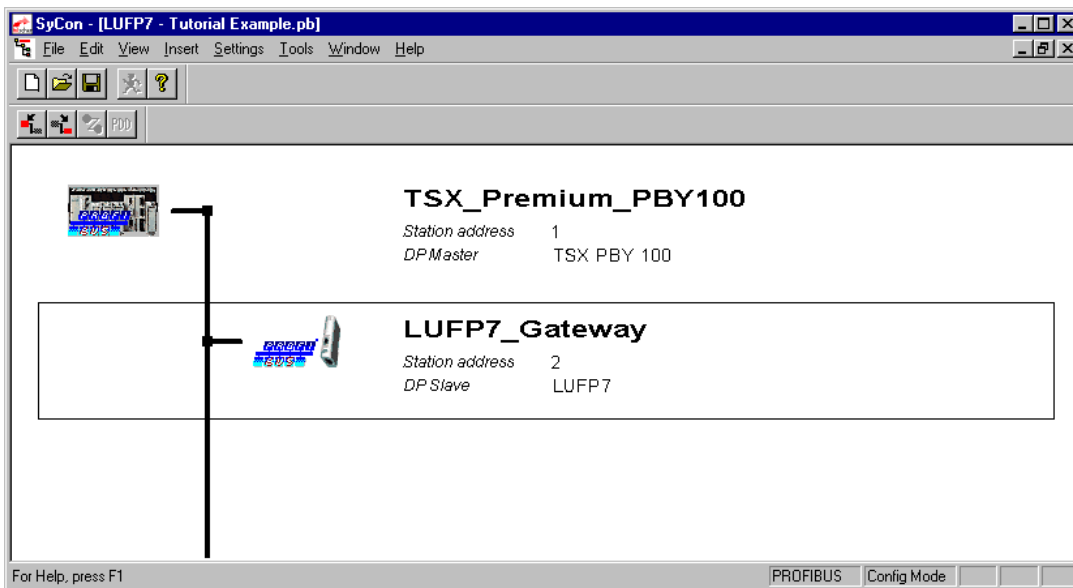 SyCon - [LUFP7 - Tutorial Example.pb]
File Edit View Insert Settings Tools Window Help
PDD
TSX_Premium_PBY100
Station address 1
DP Master TSX PBY 100
LUFP7_Gateway
Station address 2
DP Slave LUFP7
For Help, press F1
PROFIBUS Config Mode